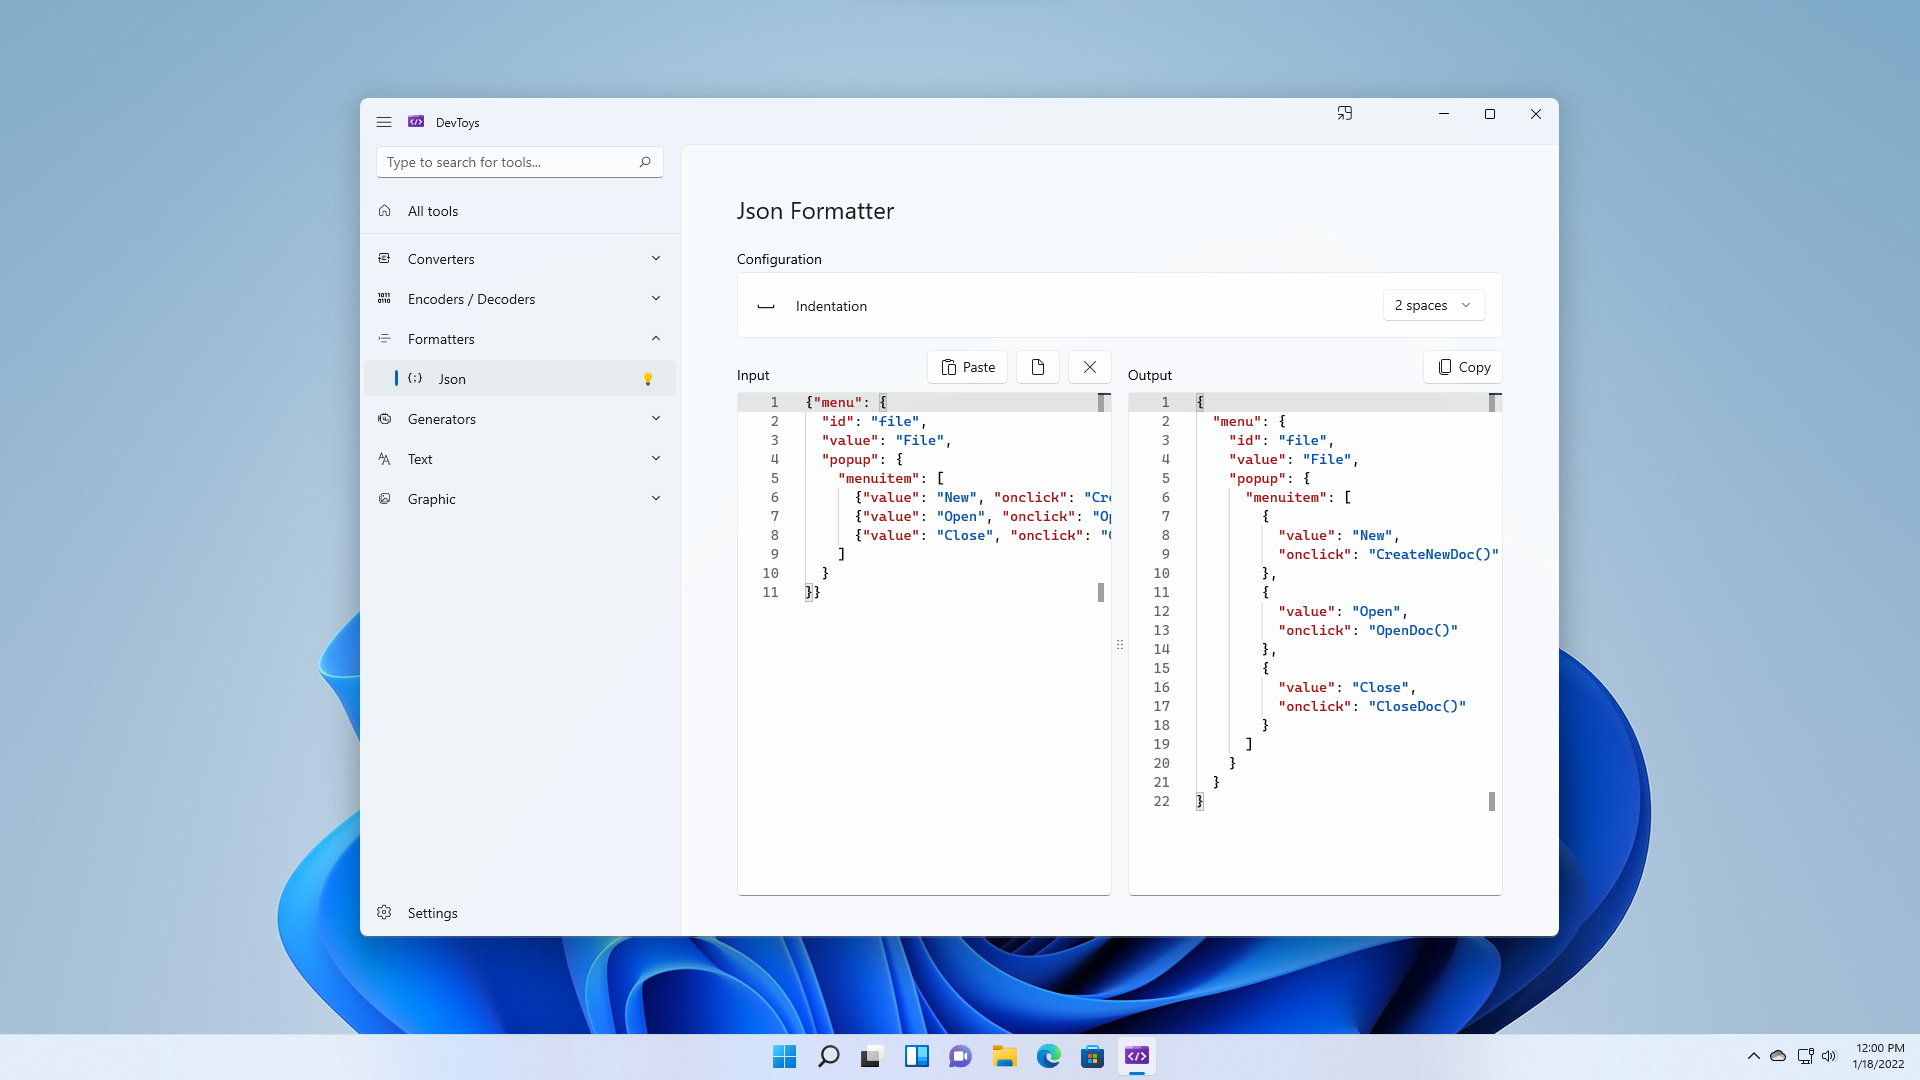 DevToys
Type to search for tools...
All tools
Converters
Encoders / Decoders
Formatters
Json
Generators
Text
Graphic
Settings
Json Formatter
Configuration
Indentation
2 spaces
Input
Paste
1 {"menu": {
2 "id": "file",
3 "value": "File",
4 "popup": {
5 "menuitem": [
6 {"value": "New", "onclick": "Cre
7 {"value": "Open", "onclick": "Op
8 {"value": "Close", "onclick": "C
9 ]
10 }
11 }}
Output
Copy
1 {
2 "menu": {
3 "id": "file",
4 "value": "File",
5 "popup": {
6 "menuitem": [
7 {
8 "value": "New",
9 "onclick": "CreateNewDoc()"
10 },
11 {
12 "value": "Open",
13 "onclick": "OpenDoc()"
14 },
15 {
16 "value": "Close",
17 "onclick": "CloseDoc()"
18 }
19 ]
20 }
21 }
22 }
12:00 PM
1/18/2022